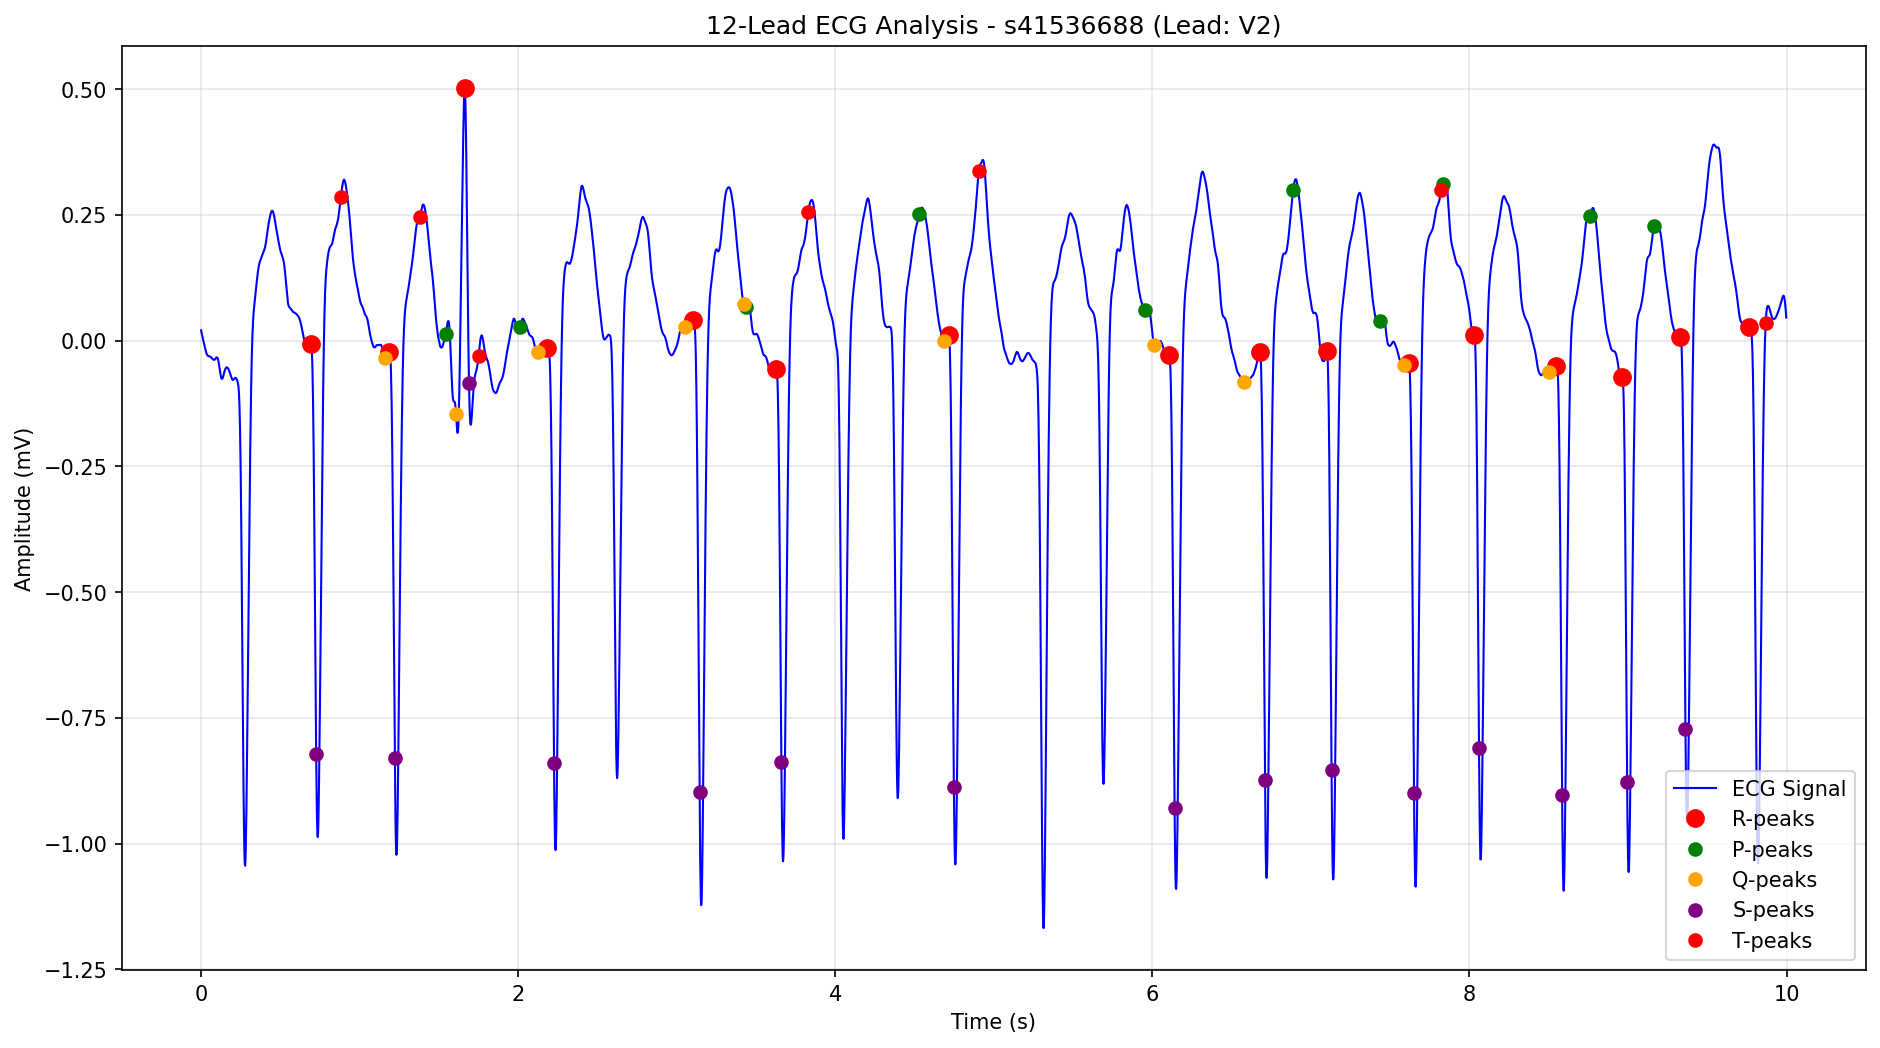 12-Lead ECG Analysis - s41536688 (Lead: V2)
Amplitude (mV)
0.50
0.25
0.00
−0.25
−0.50
−0.75
−1.00
−1.25
0
2
4
6
8
10
Time (s)
ECG Signal
R-peaks
P-peaks
Q-peaks
S-peaks
T-peaks